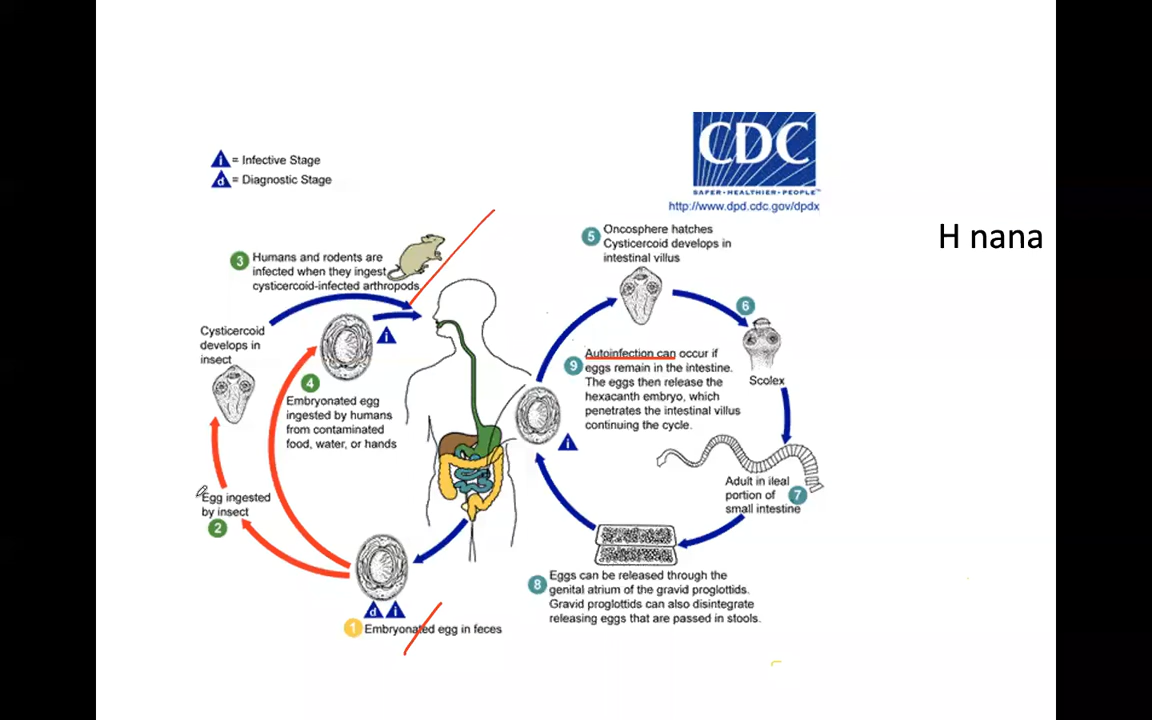 CDC
SAFER • HEALTHIER • PEOPLE™
http://www.dpd.cdc.gov/dpdx
i = Infective Stage
d = Diagnostic Stage
H nana
3 Humans and rodents are
infected when they ingest
cysticercoid-infected arthropods.
i
Cysticercoid
develops in
insect
4
Embryonated egg
ingested by humans
from contaminated
food, water, or hands
Egg ingested
by insect
2
d i
1 Embryonated egg in feces
5 Oncosphere hatches
Cysticercoid develops in
intestinal villus
6
Scolex
9 Autoinfection can occur if
eggs remain in the intestine.
The eggs then release the
hexacanth embryo, which
penetrates the intestinal villus
continuing the cycle.
i
Adult in ileal
portion of 7
small intestine
8 Eggs can be released through the
genital atrium of the gravid proglottids.
Gravid proglottids can also disintegrate
releasing eggs that are passed in stools.